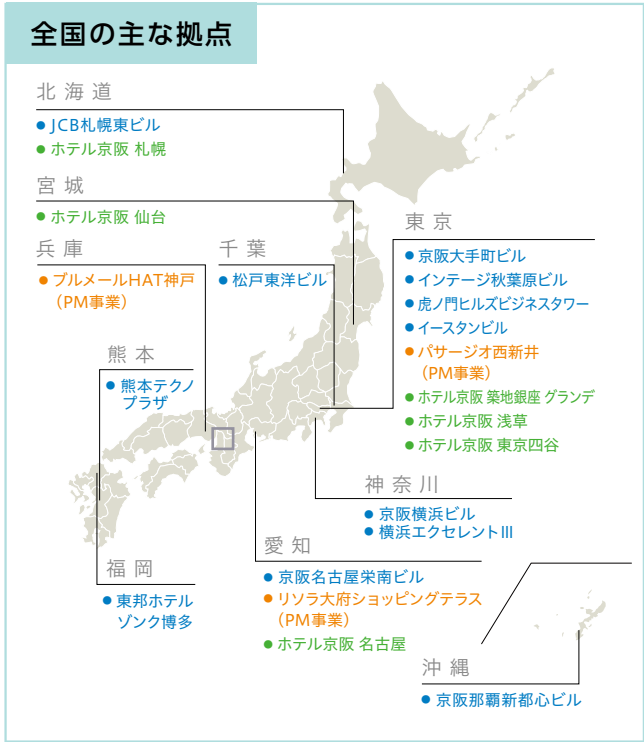 全国の主な拠点
北海道
● JCB札幌東ビル
● ホテル京阪 札幌
宮城
● ホテル京阪 仙台
兵庫
● ブルメールHAT神戸
（PM事業）
千葉
● 松戸東洋ビル
東京
● 京阪大手町ビル
● インテージ秋葉原ビル
● 虎ノ門ヒルズビジネスタワー
● イースタンビル
● パサージオ西新井
（PM事業）
● ホテル京阪 築地銀座 グランデ
● ホテル京阪 浅草
● ホテル京阪 東京四谷
熊本
● 熊本テクノ
プラザ
神奈川
● 京阪横浜ビル
● 横浜エクセレントⅢ
福岡
● 東邦ホテル
ゾンク博多
愛知
● 京阪名古屋栄南ビル
● リソラ大府ショッピングテラス
（PM事業）
● ホテル京阪 名古屋
沖縄
● 京阪那覇新都心ビル